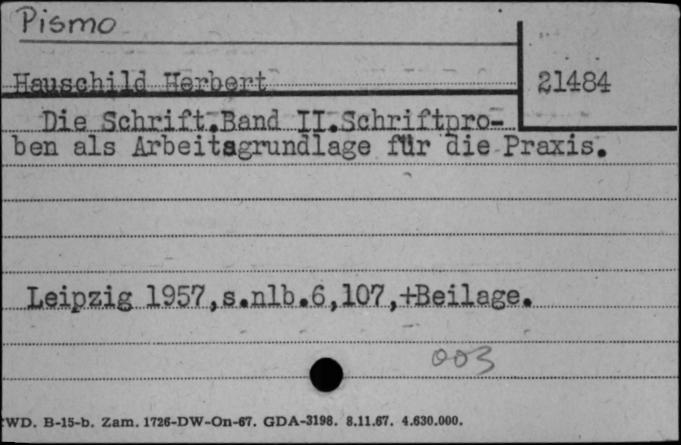 Pismo
Hauschild Herbert
21484
Die Schrift.Band II.Schriftpro-
ben als Arbeitsgrundlage für die Praxis.
Leipzig 1957,s.nlb.6,107,+Beilage.
003
WD. B-15-b. Zam. 1726-DW-On-67. GDA-3198. 8.11.67. 4.630.000.